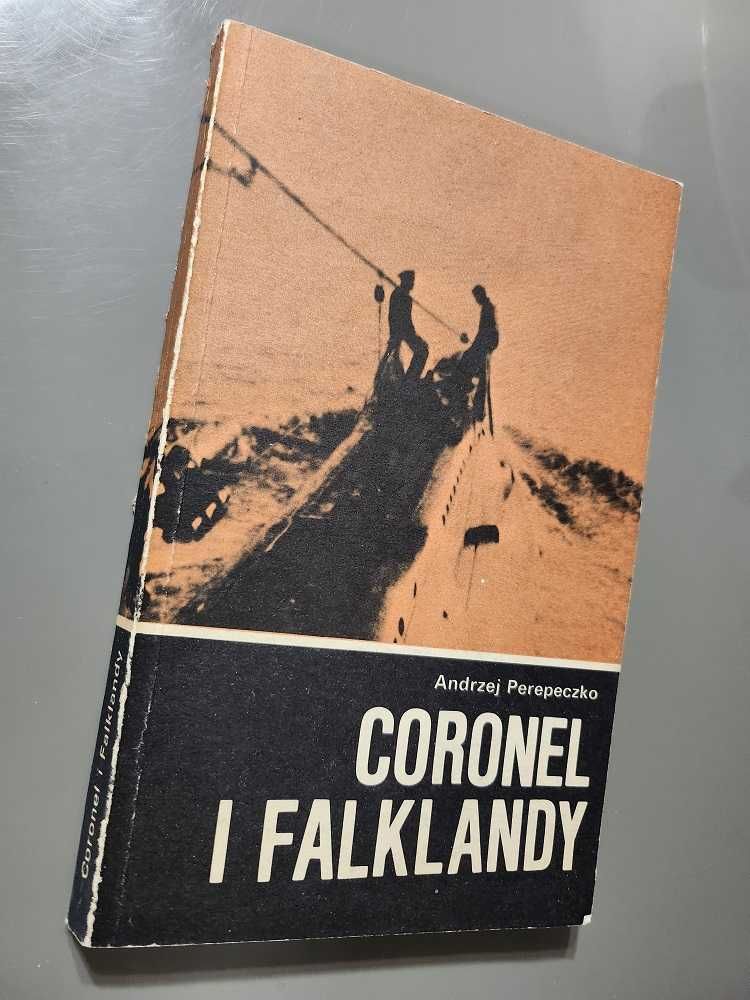 Andrzej Perepeczko
CORONEL
I FALKLANDY
Coronel i Falklandy